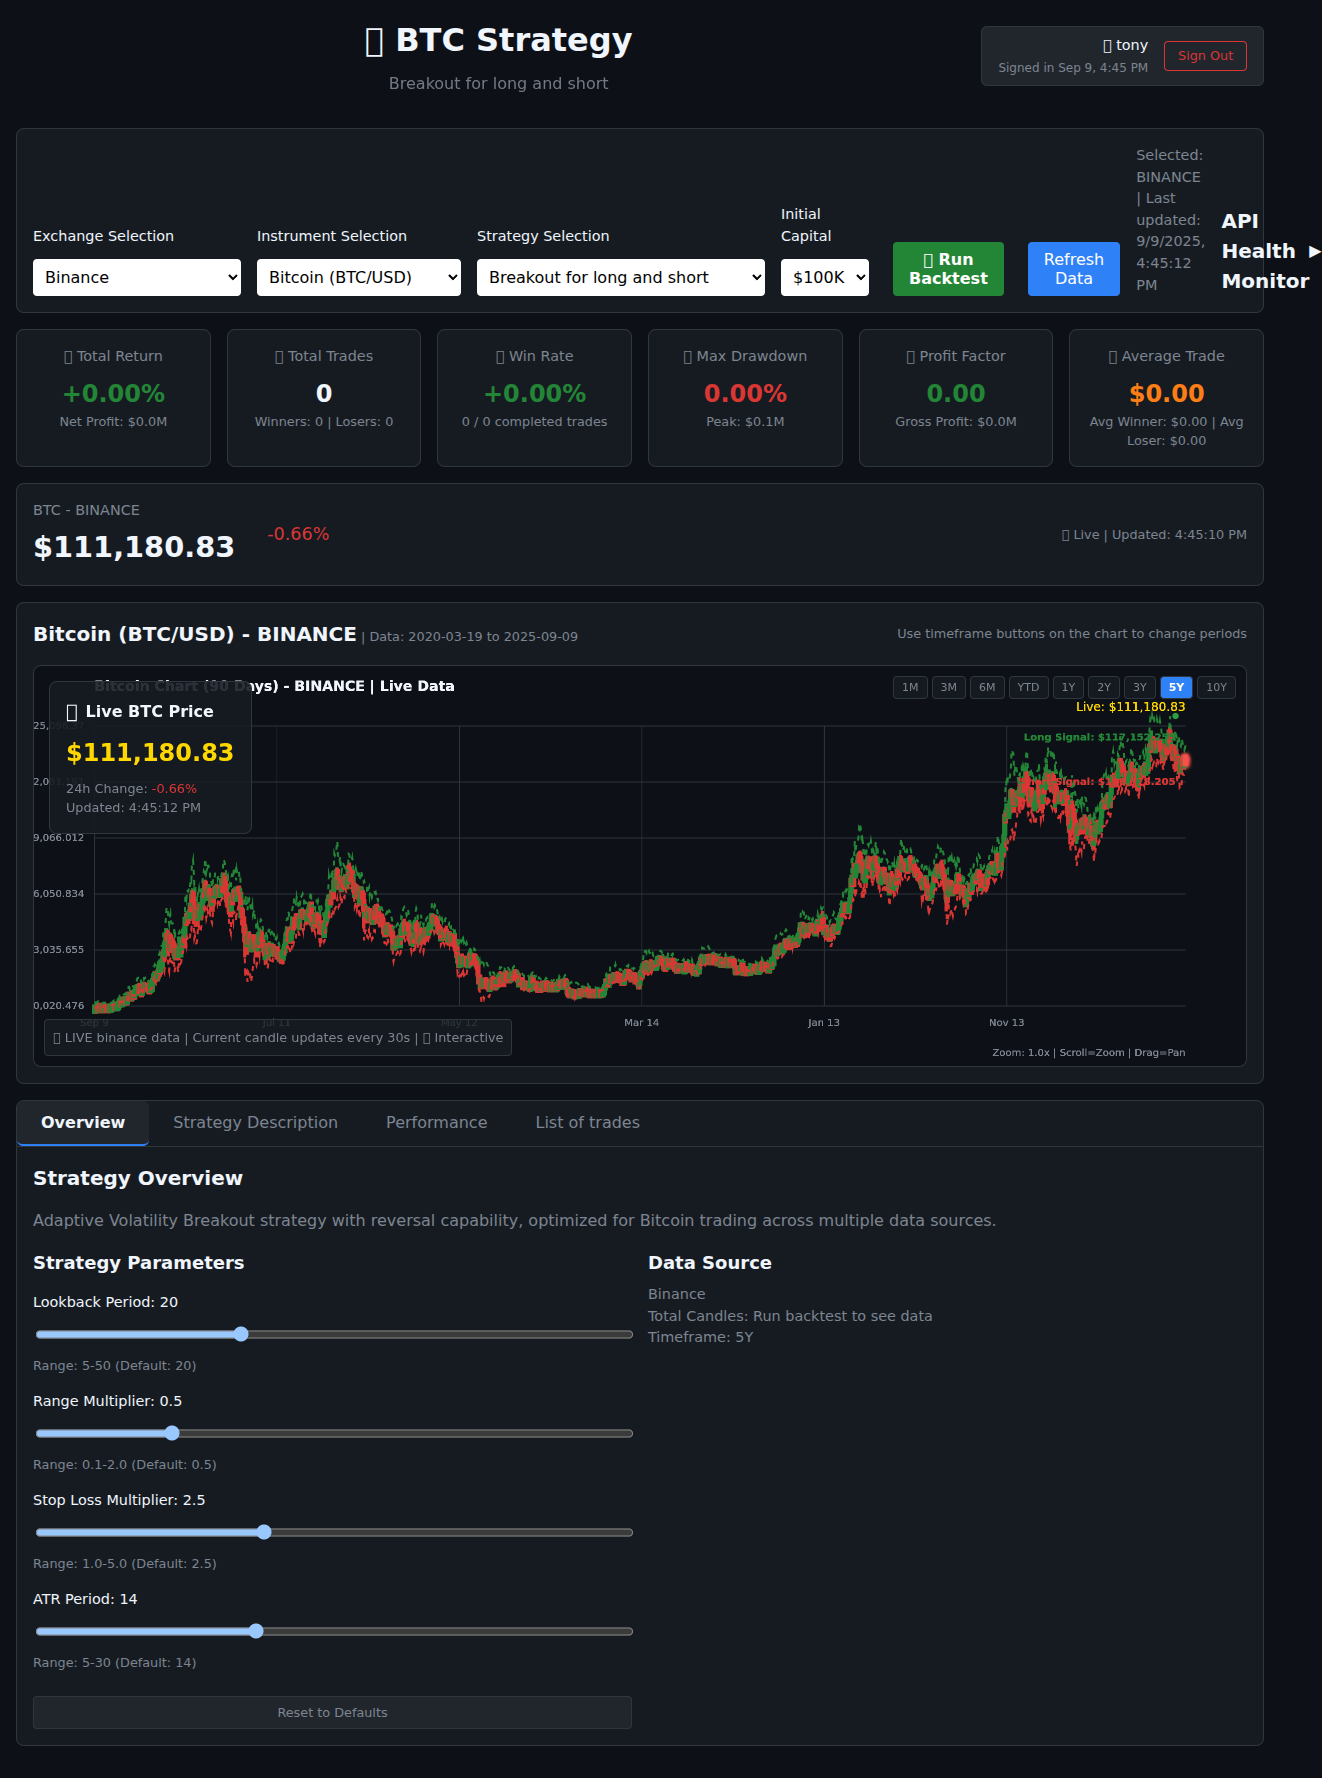 BTC Strategy
Breakout for long and short
tony
Signed in Sep 9, 4:45 PM
Sign Out
Exchange Selection
Binance
Instrument Selection
Bitcoin (BTC/USD)
Strategy Selection
Breakout for long and short
Initial
Capital
$100K
Run
Backtest
Refresh
Data
Selected:
BINANCE
| Last
updated:
9/9/2025,
4:45:12
PM
API
Health ▶
Monitor
Total Return
+0.00%
Net Profit: $0.0M
Total Trades
0
Winners: 0 | Losers: 0
Win Rate
+0.00%
0 / 0 completed trades
Max Drawdown
0.00%
Peak: $0.1M
Profit Factor
0.00
Gross Profit: $0.0M
Average Trade
$0.00
Avg Winner: $0.00 | Avg
Loser: $0.00
BTC - BINANCE
$111,180.83
-0.66%
Live | Updated: 4:45:10 PM
Bitcoin (BTC/USD) - BINANCE | Data: 2020-03-19 to 2025-09-09
Use timeframe buttons on the chart to change periods
Bitcoin Chart (90 Days) - BINANCE | Live Data
1M 3M 6M YTD 1Y 2Y 3Y 5Y 10Y
Live BTC Price
$111,180.83
24h Change: -0.66%
Updated: 4:45:12 PM
Live: $111,180.83
Long Signal:
Signal:
25,
2,0
9,066.012
6,050.834
3,035.655
0,020.476
Sep 9
Jul 11
May 12
Mar 14
Jan 13
Nov 13
LIVE binance data | Current candle updates every 30s | Interactive
Zoom: 1.0x | Scroll=Zoom | Drag=Pan
Overview
Strategy Description
Performance
List of trades
Strategy Overview
Adaptive Volatility Breakout strategy with reversal capability, optimized for Bitcoin trading across multiple data sources.
Strategy Parameters
Lookback Period: 20
Range: 5-50 (Default: 20)
Range Multiplier: 0.5
Range: 0.1-2.0 (Default: 0.5)
Stop Loss Multiplier: 2.5
Range: 1.0-5.0 (Default: 2.5)
ATR Period: 14
Range: 5-30 (Default: 14)
Reset to Defaults
Data Source
Binance
Total Candles: Run backtest to see data
Timeframe: 5Y